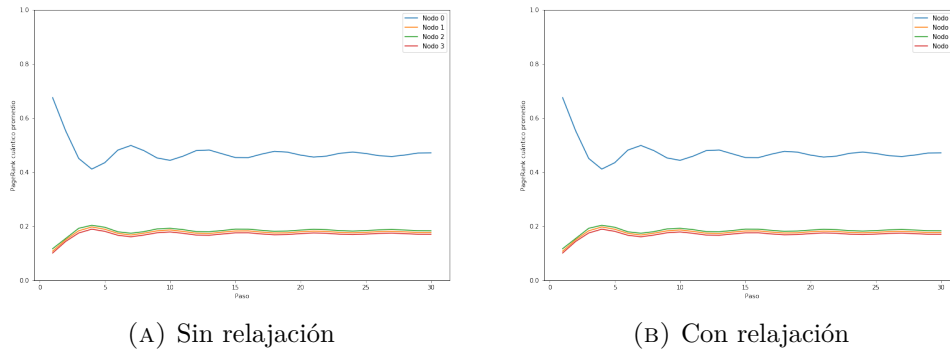 1.0
0.8
0.6
0.4
0.2
0.0
PageRank cuántico promedio
0
5
10
15
20
25
30
Paso
Nodo 0
Nodo 1
Nodo 2
Nodo 3
(A) Sin relajación
1.0
0.8
0.6
0.4
0.2
0.0
PageRank cuántico promedio
0
5
10
15
20
25
30
Paso
Nodo
Nodo
Nodo
Nodo
(B) Con relajación